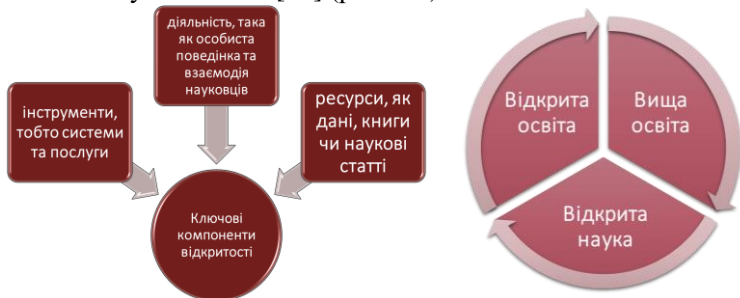 діяльність, така
як особиста
поведінка та
взаємодія
науковців
інструменти,
тобто системи
та послуги
ресурси, як
дані, книги
чи наукові
статті
Ключові
компоненти
відкритості
Відкрита
освіта
Вища
освіта
Відкрита
наука